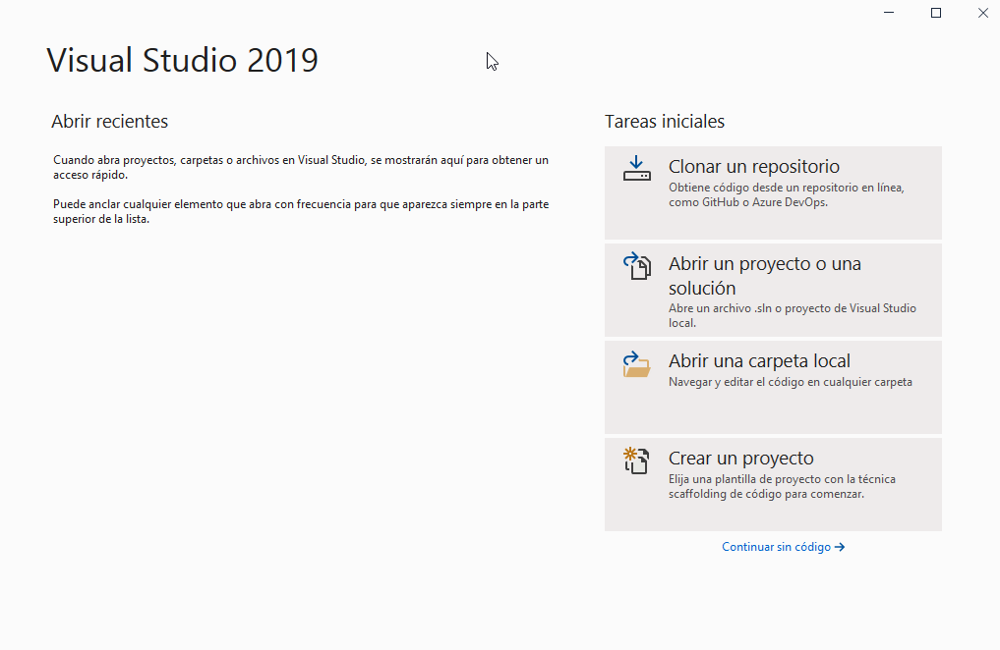 Visual Studio 2019
Abrir recientes
Cuando abra proyectos, carpetas o archivos en Visual Studio, se mostrarán aquí para obtener un
acceso rápido.
Puede anclar cualquier elemento que abra con frecuencia para que aparezca siempre en la parte
superior de la lista.
Tareas iniciales
Clonar un repositorio
Obtiene código desde un repositorio en línea,
como GitHub o Azure DevOps.
Abrir un proyecto o una
solución
Abre un archivo .sln o proyecto de Visual Studio
local.
Abrir una carpeta local
Navegar y editar el código en cualquier carpeta
Crear un proyecto
Elija una plantilla de proyecto con la técnica
scaffolding de código para comenzar.
Continuar sin código →